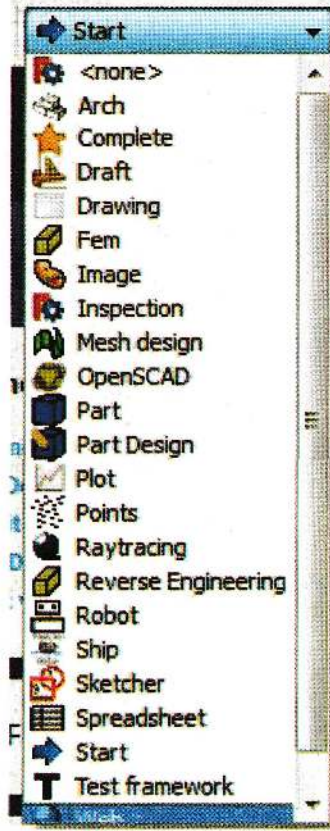 Start
<none>
Arch
Complete
Draft
Drawing
Fem
Image
Inspection
Mesh design
OpenSCAD
Part
Part Design
Plot
Points
Raytracing
Reverse Engineering
Robot
Ship
Sketcher
Spreadsheet
Start
Test framework
Web